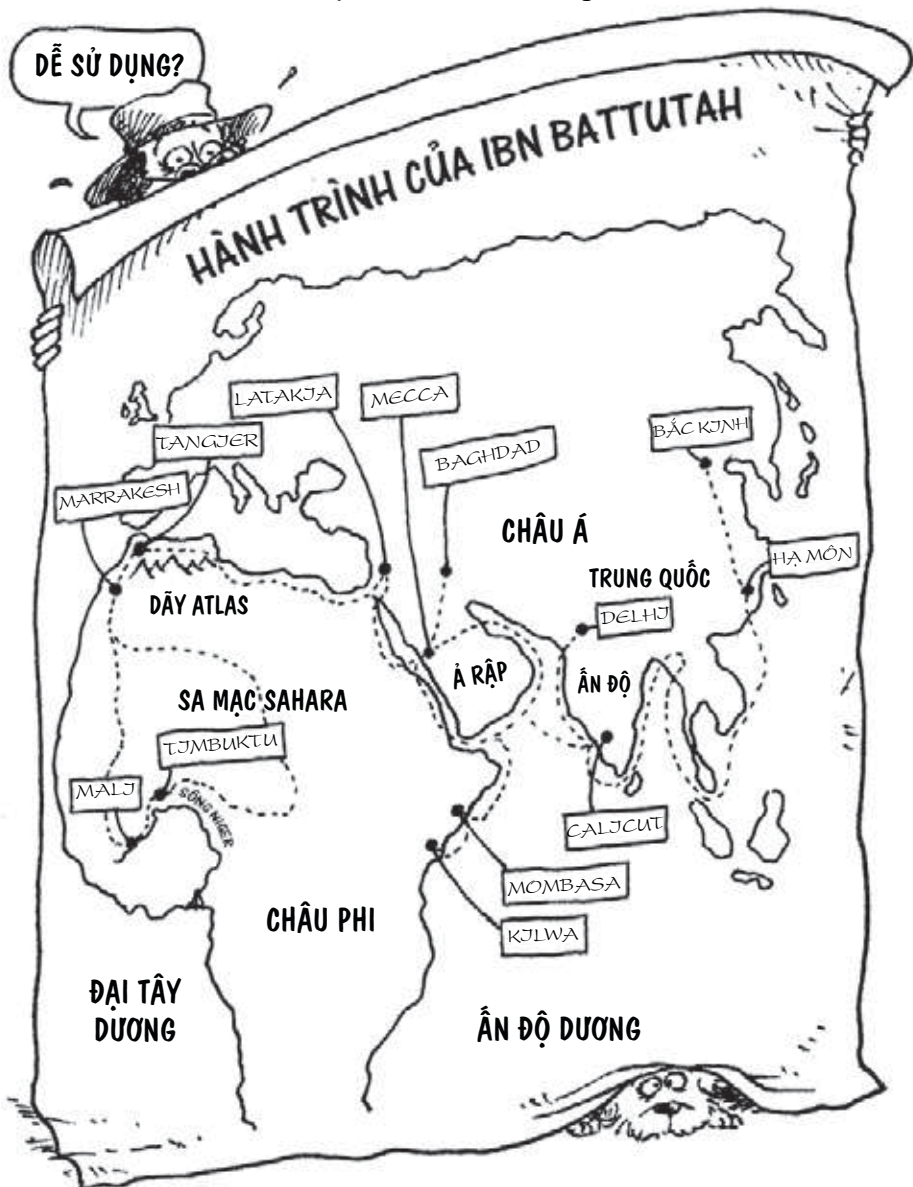 DỄ SỬ DỤNG?
HÀNH TRÌNH CỦA IBN BATTUTAH
LATAKIA
MECCA
TANGIER
BAGHDAD
BẮC KINH
MARRAKESH
CHÂU Á
HẠ MÔN
TRUNG QUỐC
DÃY ATLAS
DELHI
Ả RẬP
ẤN ĐỘ
SA MẠC SAHARA
TIMBUKTU
MALI
SÔNG NIGER
CALICUT
MOMBASA
CHÂU PHI
KILWA
ĐẠI TÂY
DƯƠNG
ẤN ĐỘ DƯƠNG